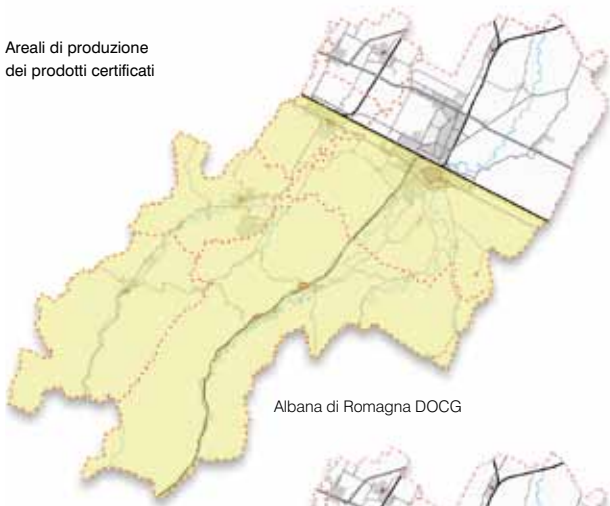 Areali di produzione
dei prodotti certificati
Albana di Romagna DOCG